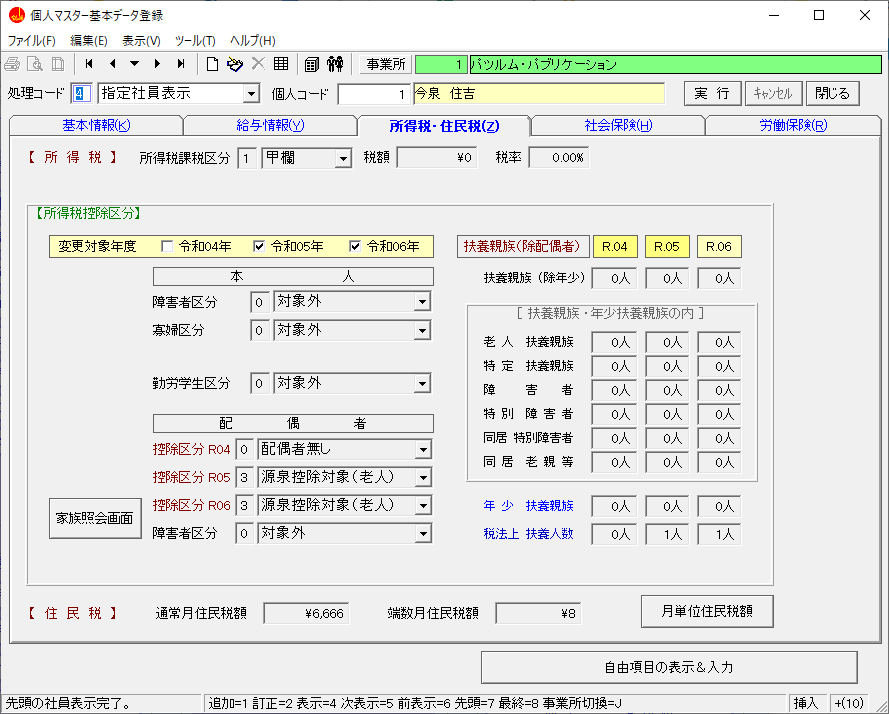 個人マスター基本データ登録
ファイル(F) 編集(E) 表示(V) ツール(T) ヘルプ(H)
事業所 1 パツルム・パブリケーション
処理コード 4 指定社員表示 個人コード 1 今泉 住吉 実 行 キャンセル 閉じる
基本情報(K) 給与情報(Y) 所得税・住民税(Z) 社会保険(H) 労働保険(R)
【 所 得 税 】 所得税課税区分 1 甲欄 税額 ¥0 税率 0.00%
【所得税控除区分】
変更対象年度 令和04年 令和05年 令和06年 扶養親族(除配偶者) R.04 R.05 R.06
本 人 扶養親族（除年少） 0人 0人 0人
障害者区分 0 対象外 [ 扶養親族・年少扶養親族の内 ]
寡婦区分 0 対象外 老 人 扶養親族 0人 0人 0人
特 定 扶養親族 0人 0人 0人
勤労学生区分 0 対象外 障 害 者 0人 0人 0人
配 偶 者 特 別 障 害 者 0人 0人 0人
控除区分 R04 0 配偶者無し 同居 特別障害者 0人 0人 0人
控除区分 R05 3 源泉控除対象(老人) 同 居 老 親 等 0人 0人 0人
控除区分 R06 3 源泉控除対象(老人) 年 少 扶養親族 0人 0人 0人
家族照会画面 障害者区分 0 対象外 税法上 扶養人数 0人 1人 1人
【 住 民 税 】 通常月住民税額 ¥6,666 端数月住民税額 ¥8 月単位住民税額
自由項目の表示＆入力
先頭の社員表示完了。 追加=1 訂正=2 表示=4 次表示=5 前表示=6 先頭=7 最終=8 事業所切換=J 挿入 +(10)